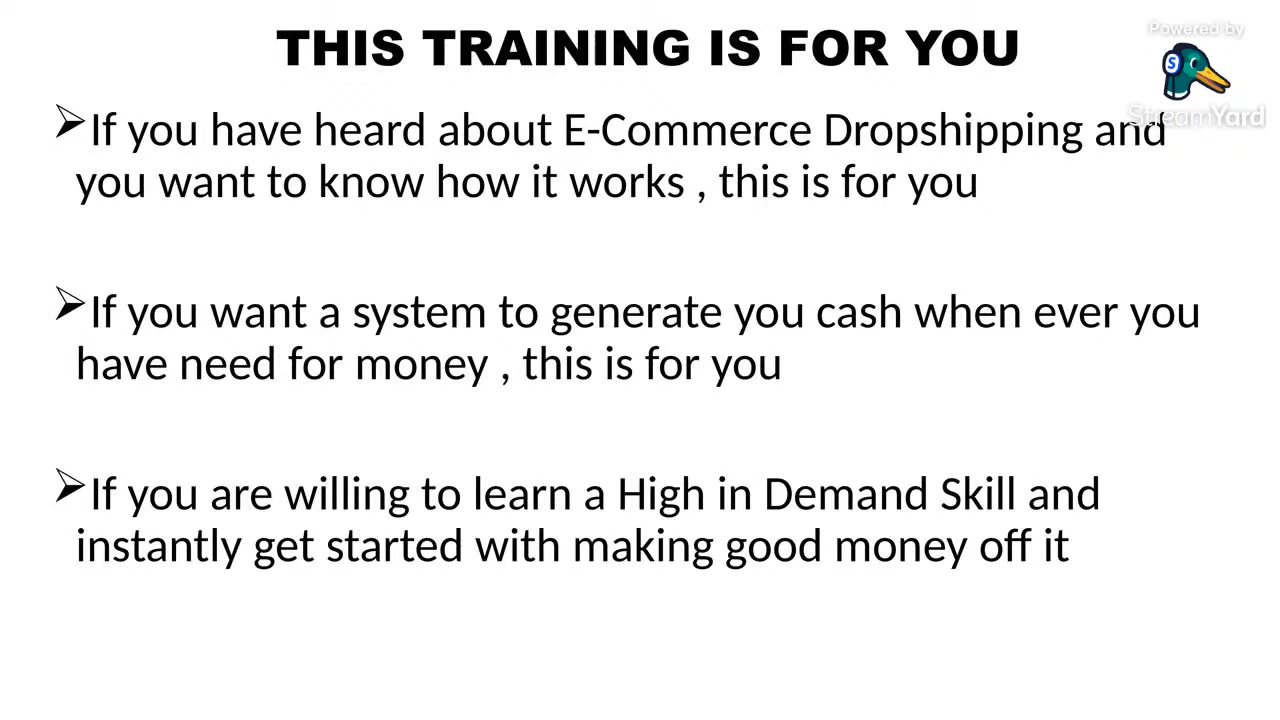 THIS TRAINING IS FOR YOU
Powered by
S
StreamYard
If you have heard about E-Commerce Dropshipping and
you want to know how it works , this is for you
If you want a system to generate you cash when ever you
have need for money , this is for you
If you are willing to learn a High in Demand Skill and
instantly get started with making good money off it